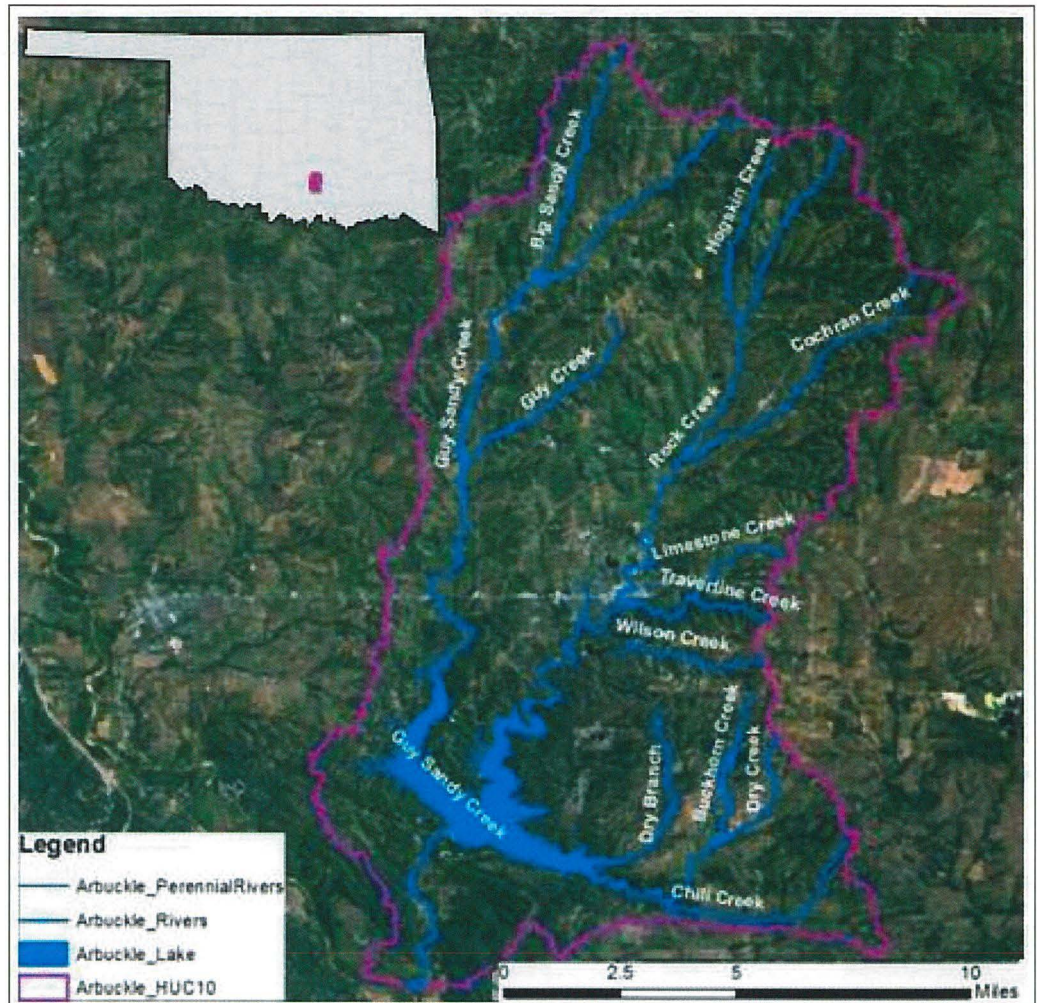 Big Sandy Creek
Hogskin Creek
Cochran Creek
Guy Sandy Creek
Guy Creek
Rock Creek
Limestone Creek
Travertine Creek
Wilson Creek
Guy Sandy Creek
Dry Branch
Buckhorn Creek
Dry Creek
Chili Creek
Legend
Arbuckle_PerennialRivers
Arbuckle_Rivers
Arbuckle_Lake
Arbuckle_HUC10
0 2.5 5 10
Miles